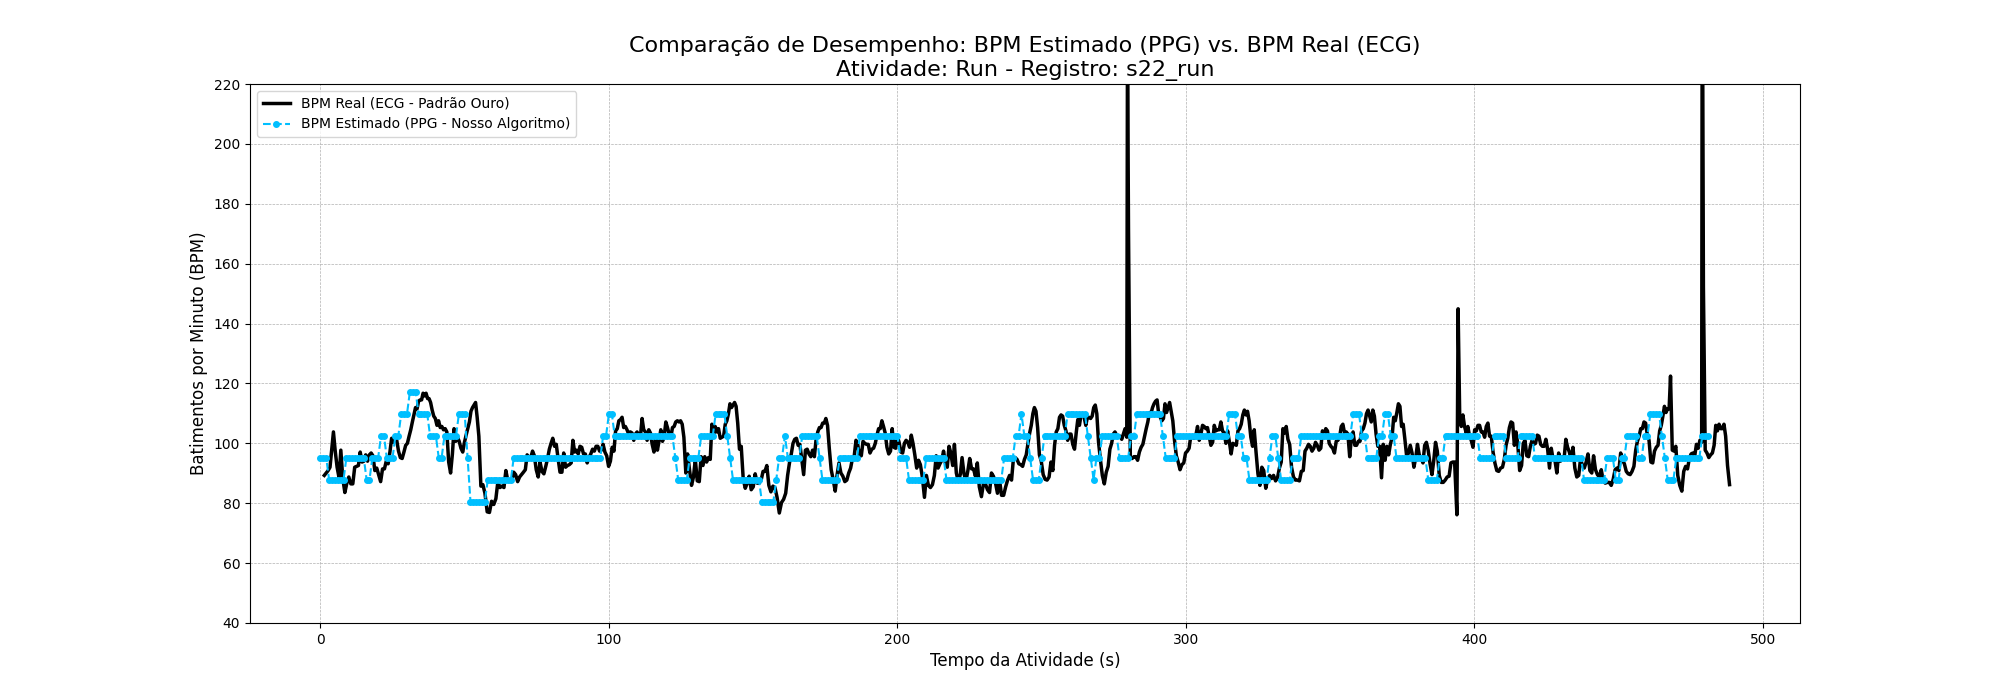 Comparação de Desempenho: BPM Estimado (PPG) vs. BPM Real (ECG)
Atividade: Run - Registro: s22_run
BPM Real (ECG - Padrão Ouro)
BPM Estimado (PPG - Nosso Algoritmo)
Batimentos por Minuto (BPM)
220
200
180
160
140
120
100
80
60
40
0 100 200 300 400 500
Tempo da Atividade (s)